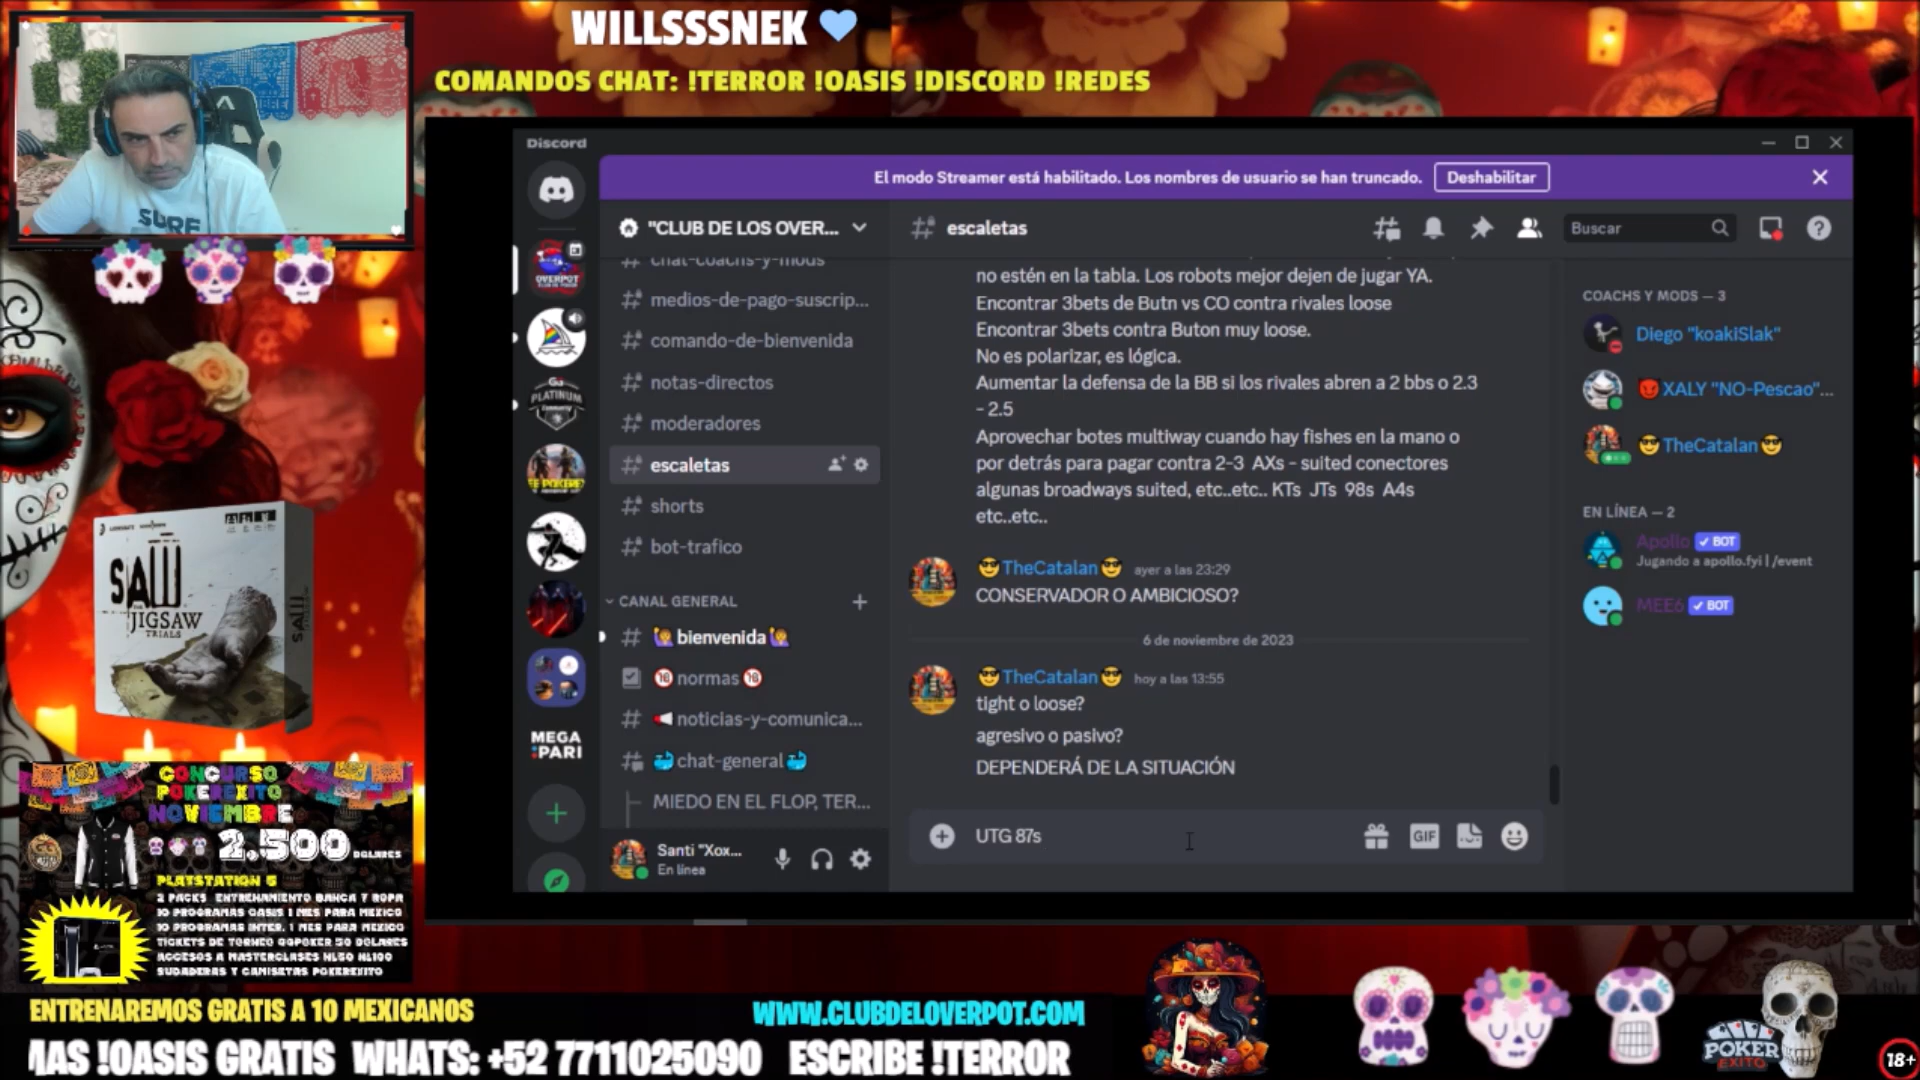 WILLSSSNEK
COMANDOS CHAT: !TERROR !OASIS !DISCORD !REDES
SURF
Discord
El modo Streamer está habilitado. Los nombres de usuario se han truncado.
Deshabilitar
"CLUB DE LOS OVER...
escaletas
Buscar
chat-coachs-y-mods
medios-de-pago-suscrip...
comando-de-bienvenida
notas-directos
moderadores
escaletas
shorts
bot-trafico
CANAL GENERAL
bienvenida
normas
noticias-y-comunica...
chat-general
MIEDO EN EL FLOP, TER...
Santi "Xox...
En línea
OVERPOT
PLATINUM
MEGA
PARI
no estén en la tabla. Los robots mejor dejen de jugar YA.
Encontrar 3bets de Butn vs CO contra rivales loose
Encontrar 3bets contra Buton muy loose.
No es polarizar, es lógica.
Aumentar la defensa de la BB si los rivales abren a 2 bbs o 2.3
- 2.5
Aprovechar botes multiway cuando hay fishes en la mano o
por detrás para pagar contra 2-3 AXs - suited conectores
algunas broadways suited, etc..etc.. KTs JTs 98s A4s
etc..etc..
TheCatalan ayer a las 23:29
CONSERVADOR O AMBICIOSO?
6 de noviembre de 2023
TheCatalan hoy a las 13:55
tight o loose?
agresivo o pasivo?
DEPENDERÁ DE LA SITUACIÓN
UTG 87s
GIF
COACHS Y MODS — 3
Diego "koakiSlak"
XALY "NO-Pescao"...
TheCatalan
EN LÍNEA — 2
Apollo BOT
Jugando a apollo.fyi | /event
MEE6 BOT
SAW
JIGSAW
TRIALS
CONCURSO
POKEREXITO
NOVIEMBRE
2.500 DOLARES
PLAYSTATION 5
2 PACKS ENTRENAMIENTO BANCA Y ROPA
10 PROGRAMAS OASIS 1 MES PARA MEXICO
10 PROGRAMAS INTER. 1 MES PARA MEXICO
TICKETS DE TORNEO GGPOKER 50 DOLARES
ACCESOS A MASTERCLASES NL50 NL100
SUDADERAS Y CAMISETAS POKEREXITO
ENTRENAREMOS GRATIS A 10 MEXICANOS
WWW.CLUBDELOVERPOT.COM
!OASIS GRATIS WHATS: +52 7711025090 ESCRIBE !TERROR
POKER
EXITO
18+